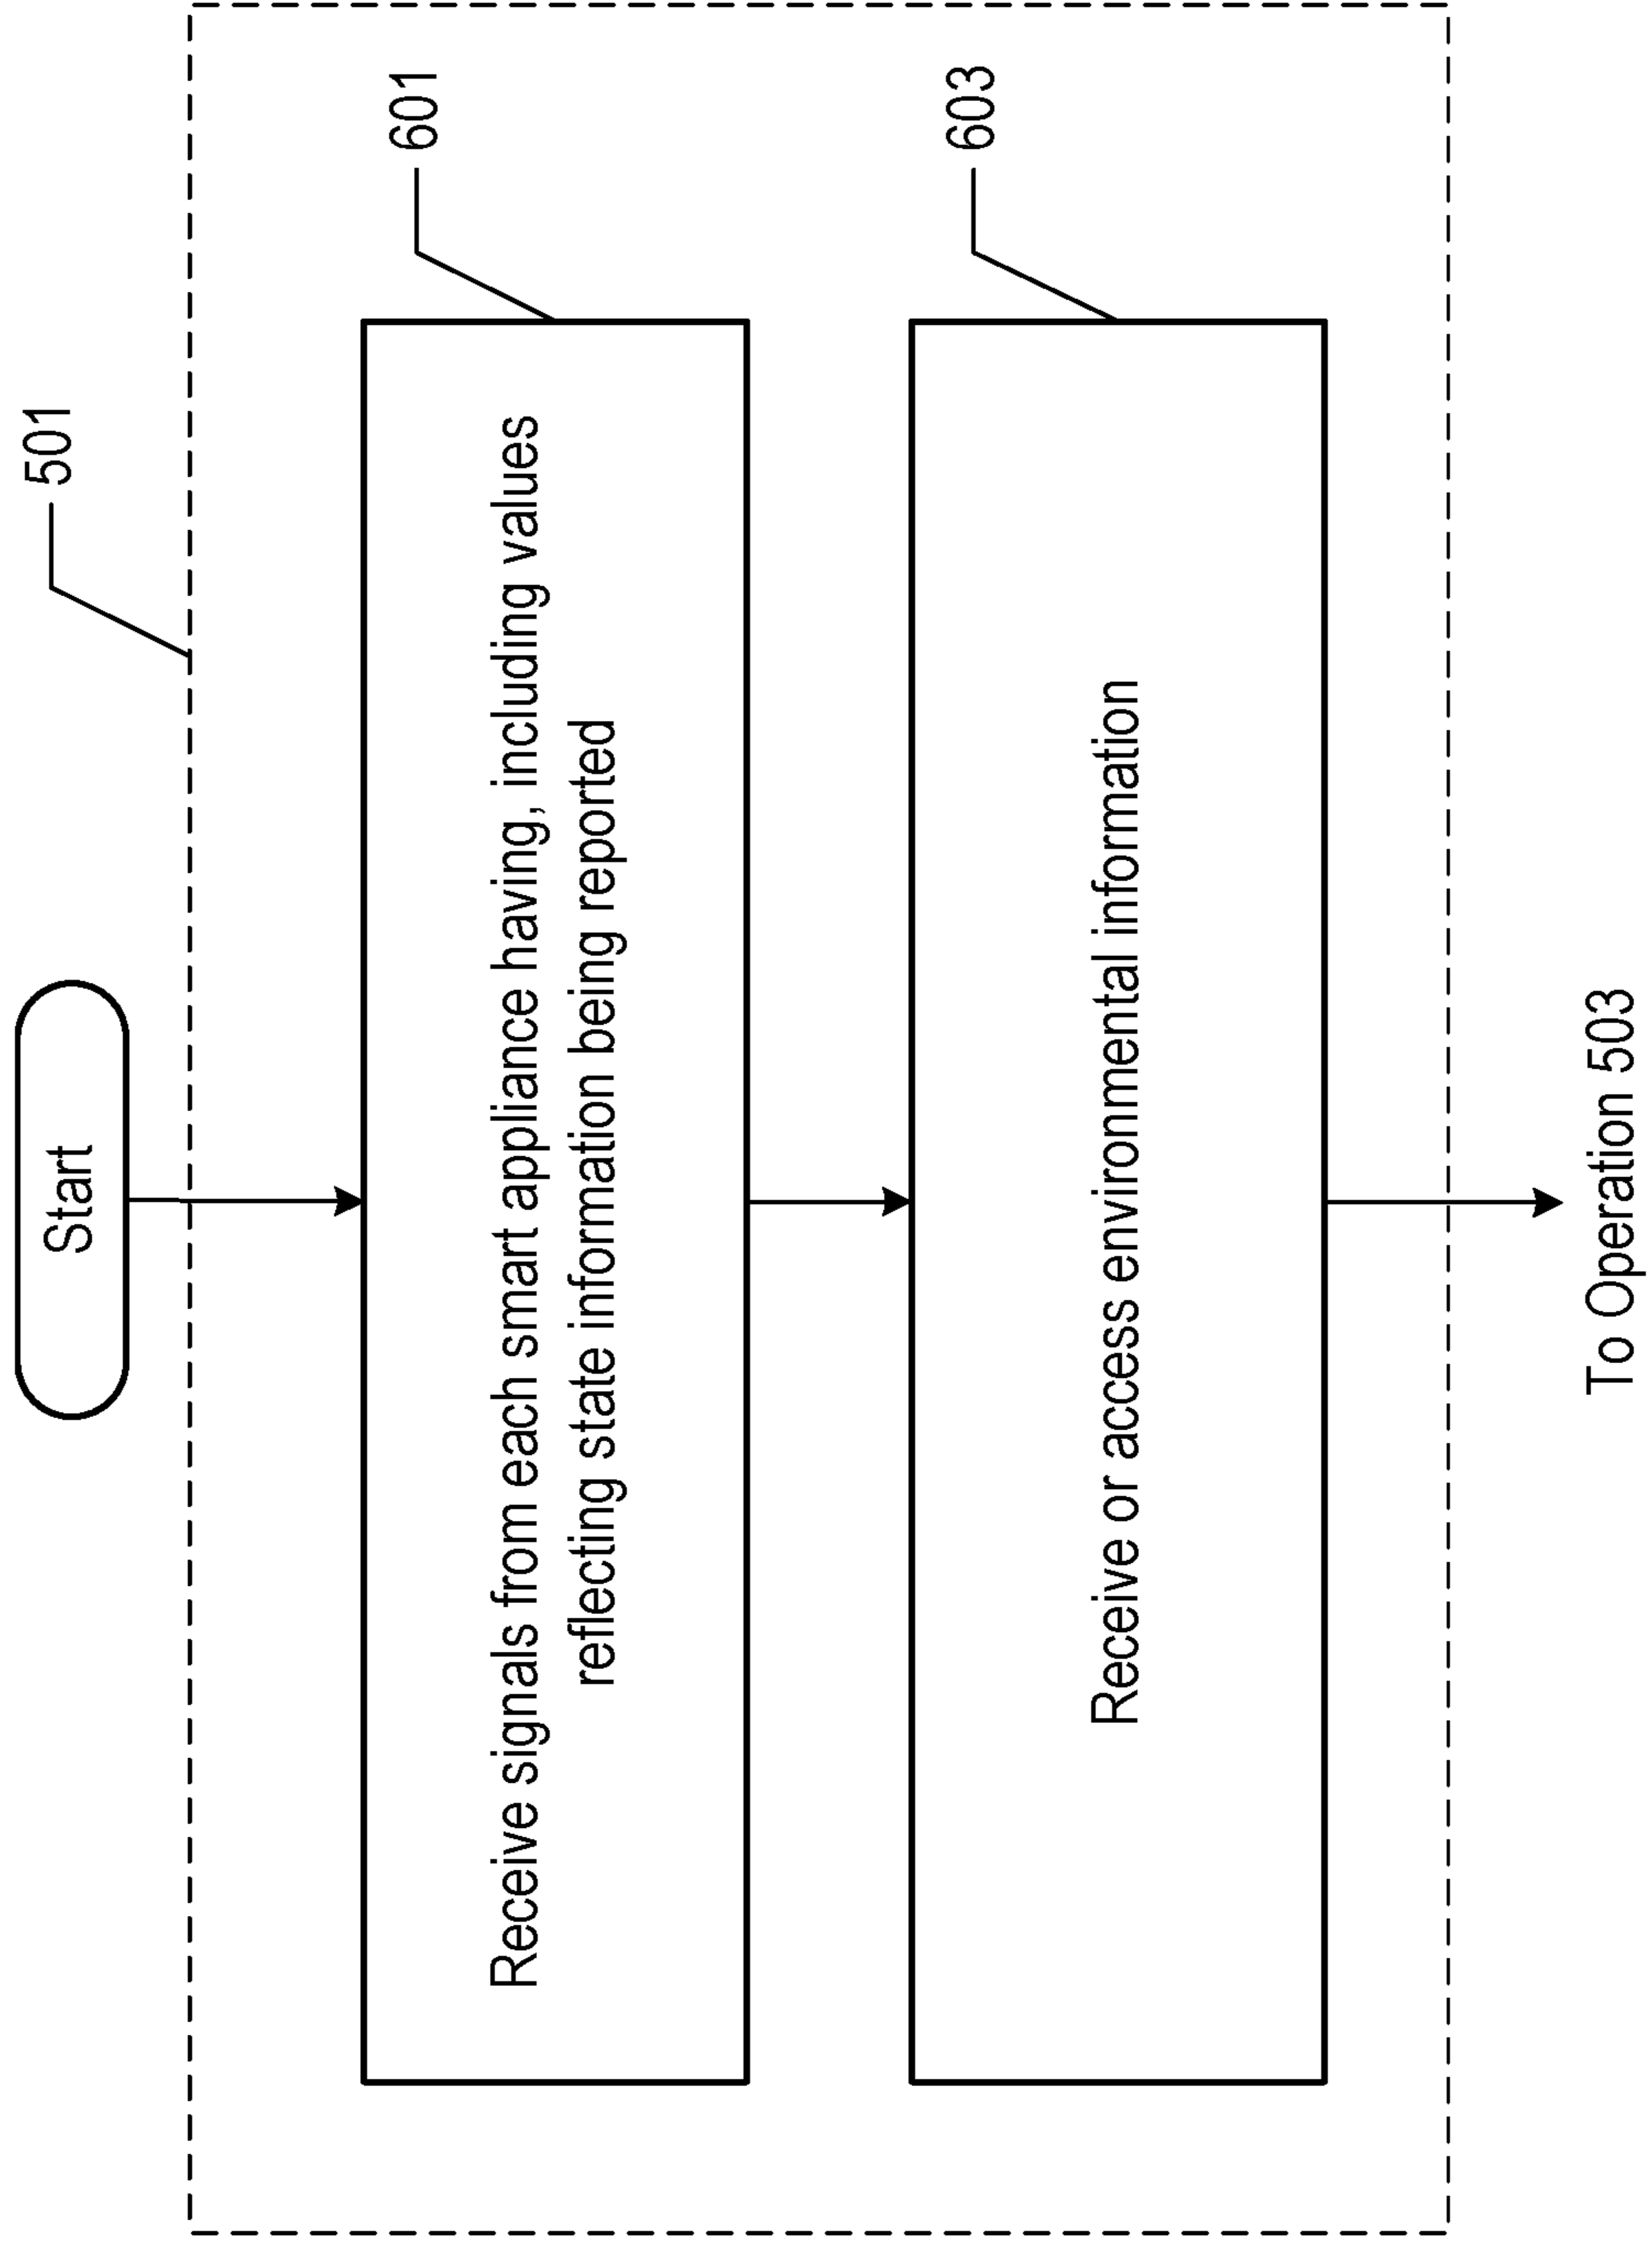 Start
501
601
Receive signals from each smart appliance having, including values
reflecting state information being reported
603
Receive or access environmental information
To Operation 503